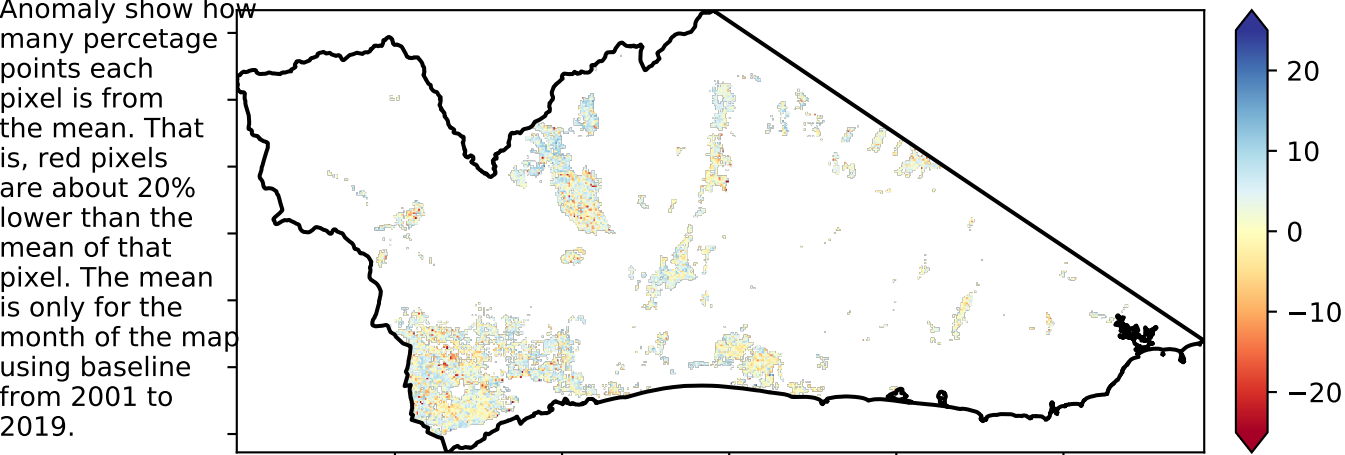 Anomaly show how
many percetage
points each
pixel is from
the mean. That
is, red pixels
are about 20%
lower than the
mean of that
pixel. The mean
is only for the
month of the map
using baseline
from 2001 to
2019.
20
10
0
−10
−20